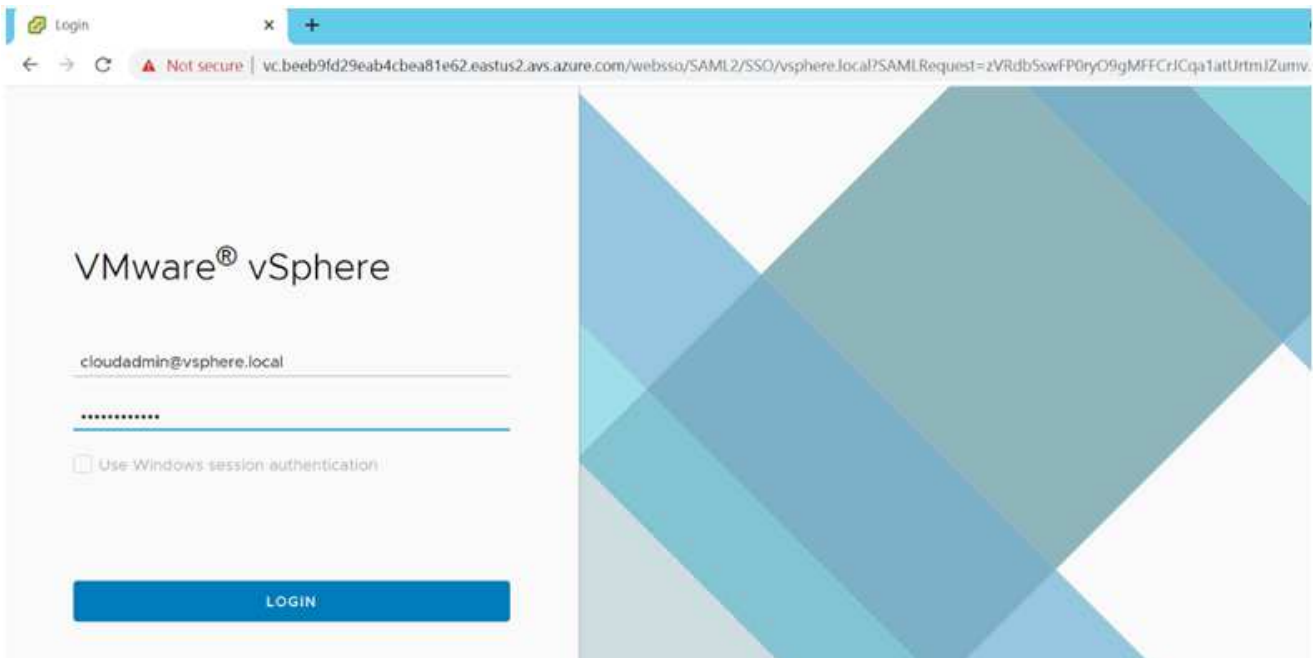 Login
Not secure | vc.beeb9fd29eab4cbea81e62.eastus2.avs.azure.com/websso/SAML2/SSO/vsphere.local?SAMLRequest=
VMware® vSphere
cloudadmin@vsphere.local
••••••••••••
Use Windows session authentication
LOGIN